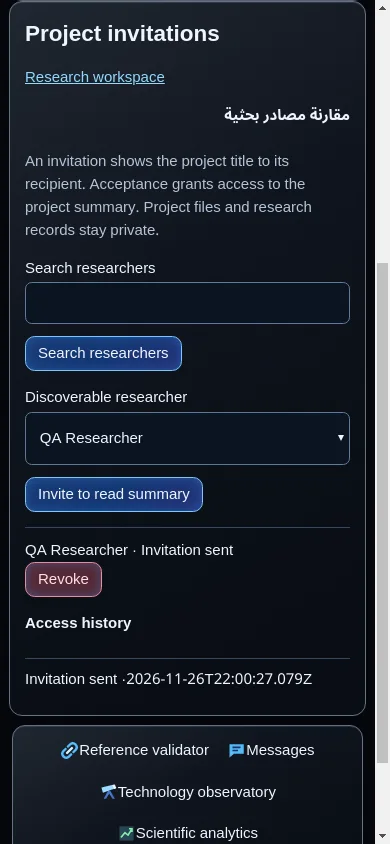 Project invitations
Research workspace
مقارنة مصادر بحثية
An invitation shows the project title to its
recipient. Acceptance grants access to the
project summary. Project files and research
records stay private.
Search researchers
Search researchers
Discoverable researcher
QA Researcher
Invite to read summary
QA Researcher · Invitation sent
Revoke
Access history
Invitation sent ·2026-11-26T22:00:27.079Z
Reference validator Messages
Technology observatory
Scientific analytics